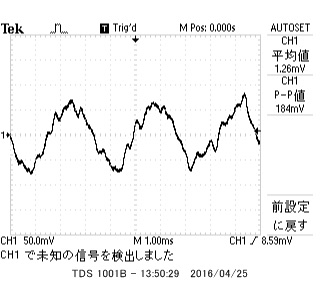 Tek T Trig'd M Pos: 0.000s AUTOSET
CH1
平均値
1.26mV
CH1
P-P値
184mV
1
前設定
に戻す
CH1 50.0mV M 1.00ms CH1 / 8.59mV
CH1 で未知の信号を検出しました
TDS 1001B - 13:50:29 2016/04/25